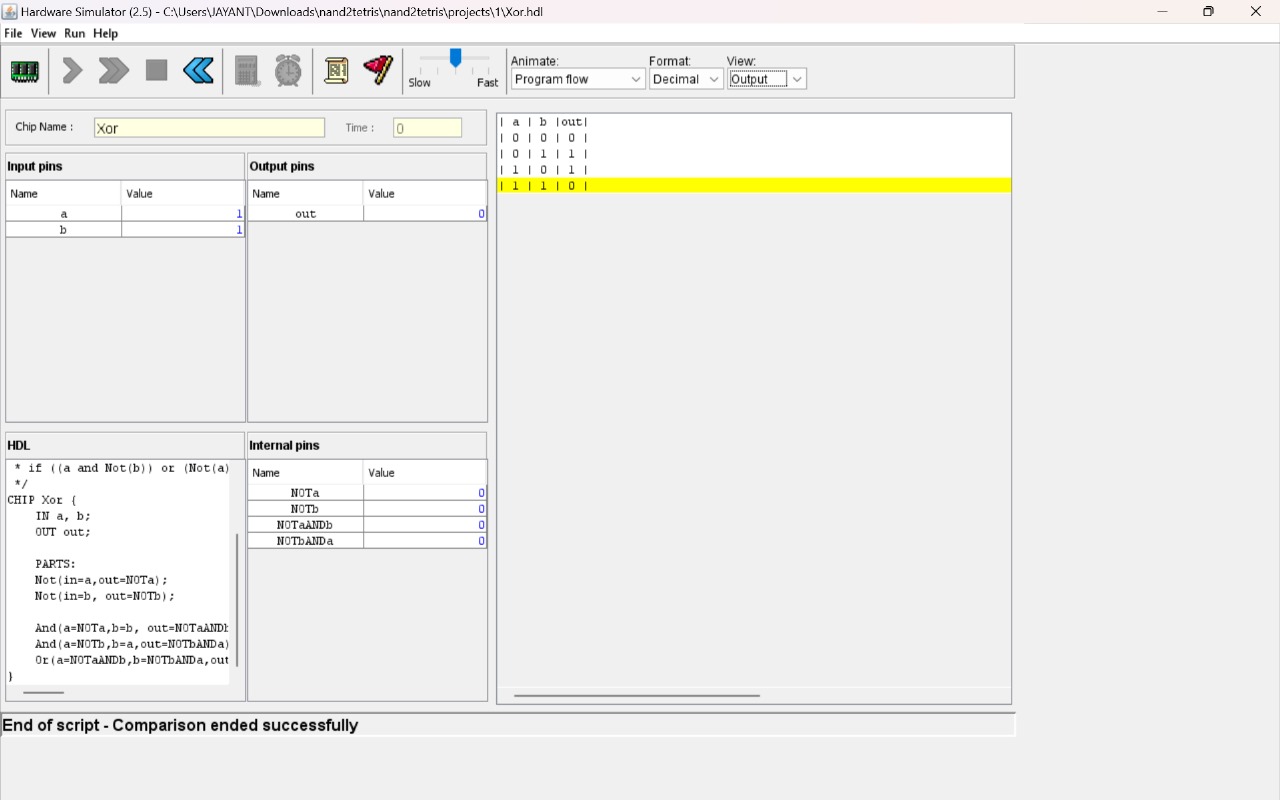 Hardware Simulator (2.5) - C:\Users\JAYANT\Downloads\nand2tetris\nand2tetris\projects\1\Xor.hdl
File View Run Help
Slow Fast
Animate: Format: View:
Program flow Decimal Output
Chip Name : Xor Time : 0
Input pins
Name Value
a 1
b 1
Output pins
Name Value
out 0
HDL
* if ((a and Not(b)) or (Not(a)
*/
CHIP Xor {
IN a, b;
OUT out;
PARTS:
Not(in=a,out=NOTa);
Not(in=b, out=NOTb);
And(a=NOTa,b=b, out=NOTaANDb
And(a=NOTb,b=a,out=NOTbANDa)
Or(a=NOTaANDb,b=NOTbANDa,out
}
Internal pins
Name Value
NOTa 0
NOTb 0
NOTaANDb 0
NOTbANDa 0
| a | b |out|
| 0 | 0 | 0 |
| 0 | 1 | 1 |
| 1 | 0 | 1 |
| 1 | 1 | 0 |
End of script - Comparison ended successfully